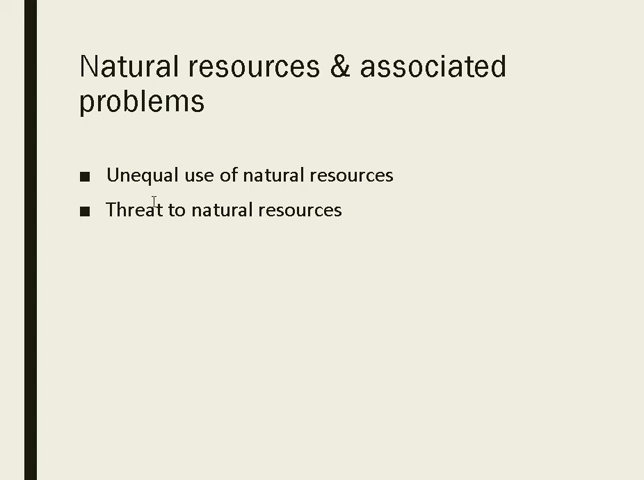 Natural resources & associated
problems
■ Unequal use of natural resources
■ Threat to natural resources